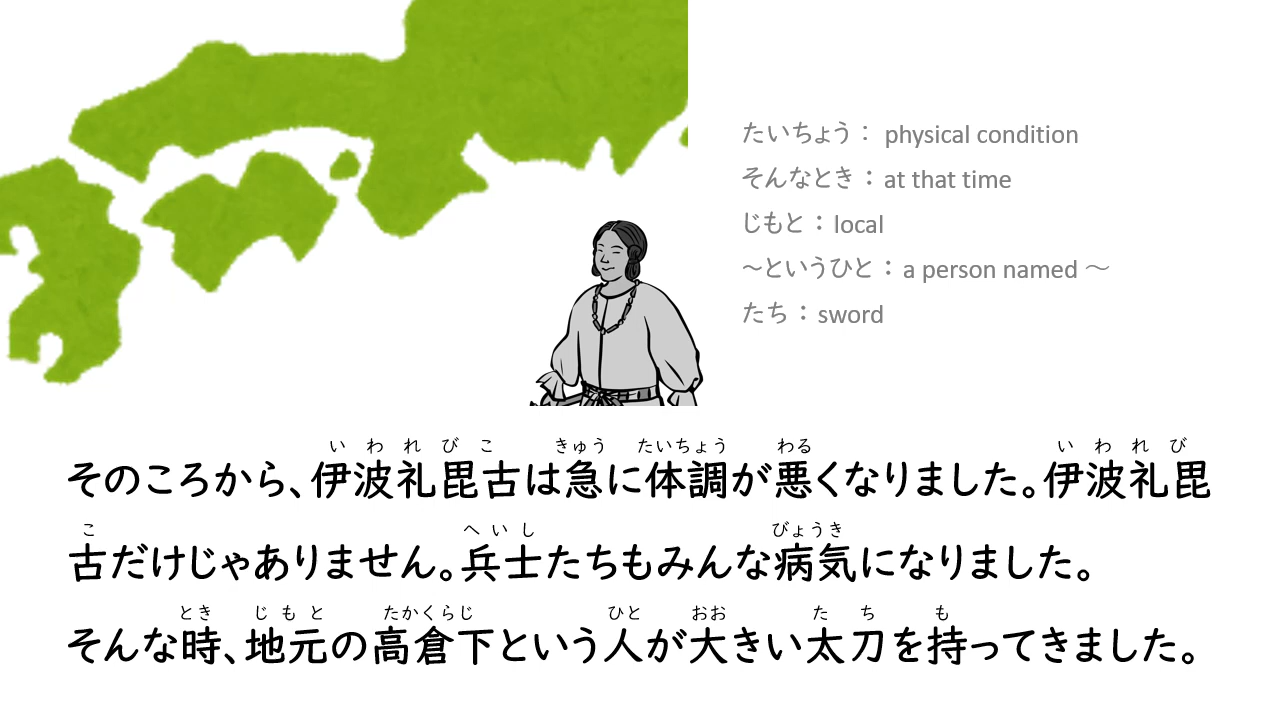 たいちょう： physical condition
そんなとき：at that time
じもと：local
～というひと：a person named ～
たち：sword
いわれびこ きゅう たいちょう わる いわれび
そのころから、伊波礼毘古は急に体調が悪くなりました。伊波礼毘
こ へいし びょうき
古だけじゃありません。兵士たちもみんな病気になりました。
とき じもと たかくらじ ひと おお たち も
そんな時、地元の高倉下という人が大きい太刀を持ってきました。